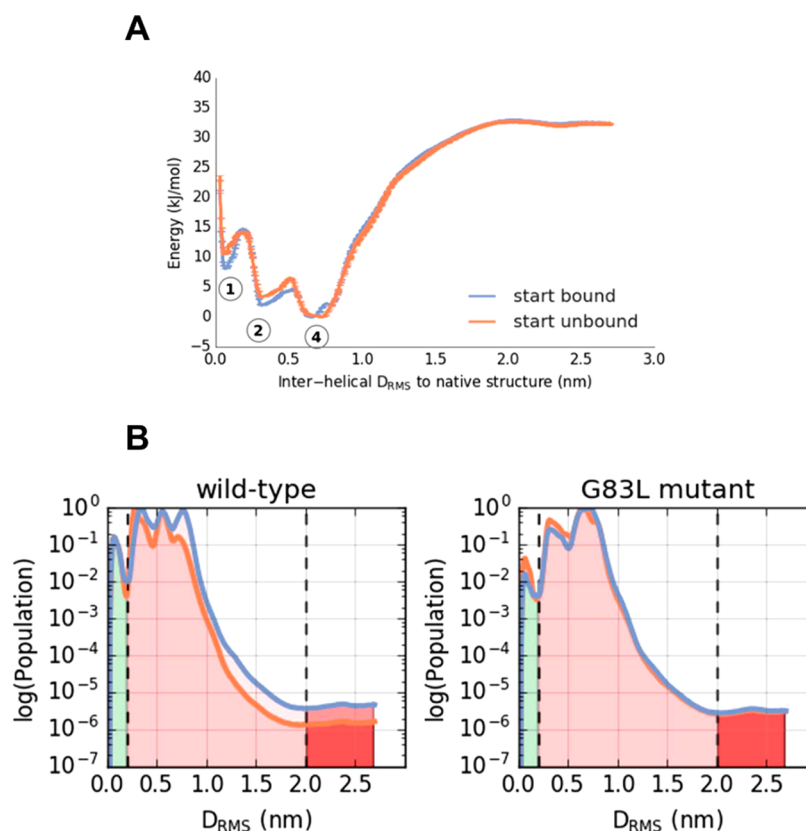 A
Energy (kJ/mol)
40
35
30
25
20
15
10
5
0
−5
1
2
4
start bound
start unbound
0.0 0.5 1.0 1.5 2.0 2.5 3.0
Inter−helical DRMS to native structure (nm)
B
wild-type
log(Population)
10^0
10^-1
10^-2
10^-3
10^-4
10^-5
10^-6
10^-7
0.0 0.5 1.0 1.5 2.0 2.5
DRMS (nm)
G83L mutant
log(Population)
10^0
10^-1
10^-2
10^-3
10^-4
10^-5
10^-6
10^-7
0.0 0.5 1.0 1.5 2.0 2.5
DRMS (nm)